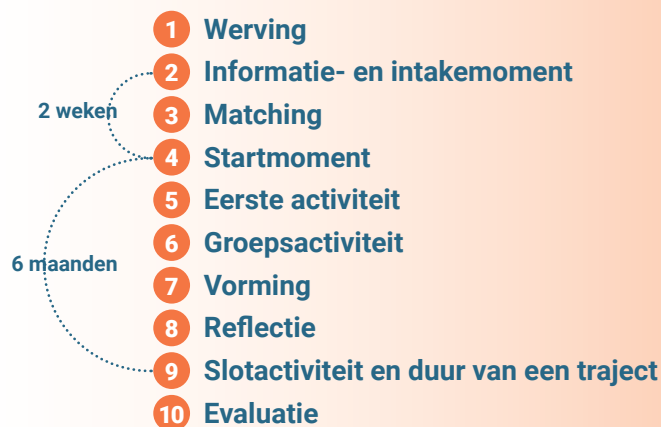 1 Werving
2 Informatie- en intakemoment
2 weken
3 Matching
4 Startmoment
5 Eerste activiteit
6 Groepsactiviteit
6 maanden
7 Vorming
8 Reflectie
9 Slotactiviteit en duur van een traject
10 Evaluatie